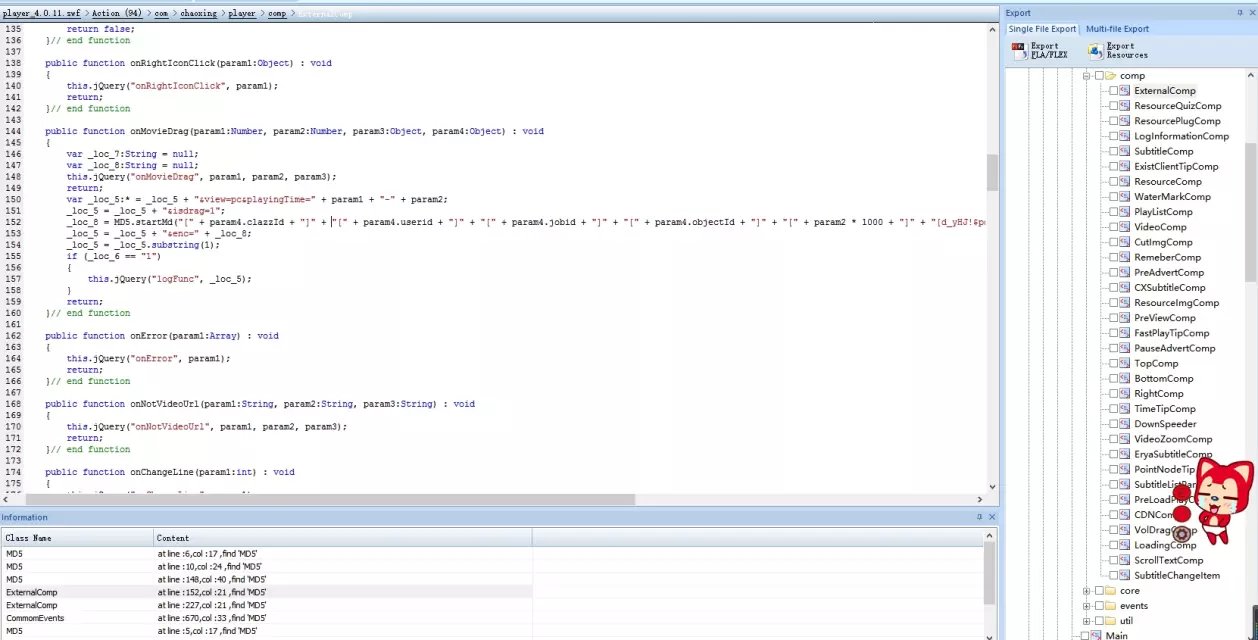 player_4.0.11.swf > Action (94) > com > chaoxing > player > comp > ExternalComp
135 return false;
136 }// end function
137
138 public function onRightIconClick(param1:Object) : void
139 {
140 this.jQuery("onRightIconClick", param1);
141 return;
142 }// end function
143
144 public function onMovieDrag(param1:Number, param2:Number, param3:Object, param4:Object) : void
145 {
146 var _loc_7:String = null;
147 var _loc_8:String = null;
148 this.jQuery("onMovieDrag", param1, param2, param3);
149 return;
150 var _loc_5:* = _loc_5 + "&view=pc&playingTime=" + param1 + "-" + param2;
151 _loc_5 = _loc_5 + "&isdrag=1";
152 _loc_8 = MD5.startMd("[" + param4.clazzId + "]" + "[" + param4.userid + "]" + "[" + param4.jobid + "]" + "[" + param4.objectId + "]" + "[" + param2 * 1000 + "]" + "[d_yHJ!$p
153 _loc_5 = _loc_5 + "&enc=" + _loc_8;
154 _loc_5 = _loc_5.substring(1);
155 if (_loc_6 == "1")
156 {
157 this.jQuery("logFunc", _loc_5);
158 }
159 return;
160 }// end function
161
162 public function onError(param1:Array) : void
163 {
164 this.jQuery("onError", param1);
165 return;
166 }// end function
167
168 public function onNotVideoUrl(param1:String, param2:String, param3:String) : void
169 {
170 this.jQuery("onNotVideoUrl", param1, param2, param3);
171 return;
172 }// end function
173
174 public function onChangeLine(param1:int) : void
175 {
Information
Class Name Content
MD5 at line :6,col :17 ,find 'MD5'
MD5 at line :10,col :24 ,find 'MD5'
MD5 at line :148,col :40 ,find 'MD5'
ExternalComp at line :152,col :21 ,find 'MD5'
ExternalComp at line :227,col :21 ,find 'MD5'
CommomEvents at line :670,col :33 ,find 'MD5'
MD5 at line :5,col :17 ,find 'MD5'
Export
Single File Export Multi-file Export
Export FLA/FLEX
Export Resources
comp
ExternalComp
ResourceQuizComp
ResourcePlugComp
LogInformationComp
SubtitleComp
ExistClientTipComp
ResourceComp
WaterMarkComp
PlayListComp
VideoComp
CutImgComp
RemeberComp
PreAdvertComp
CXSubtitleComp
ResourceImgComp
PreViewComp
FastPlayTipComp
PauseAdvertComp
TopComp
BottomComp
RightComp
TimeTipComp
DownSpeeder
VideoZoomComp
EryaSubtitleComp
PointNodeTip
SubtitleListPan
PreLoadPlayCo
CDNCom
VolDragComp
LoadingComp
ScrollTextComp
SubtitleChangeItem
core
events
util
Main